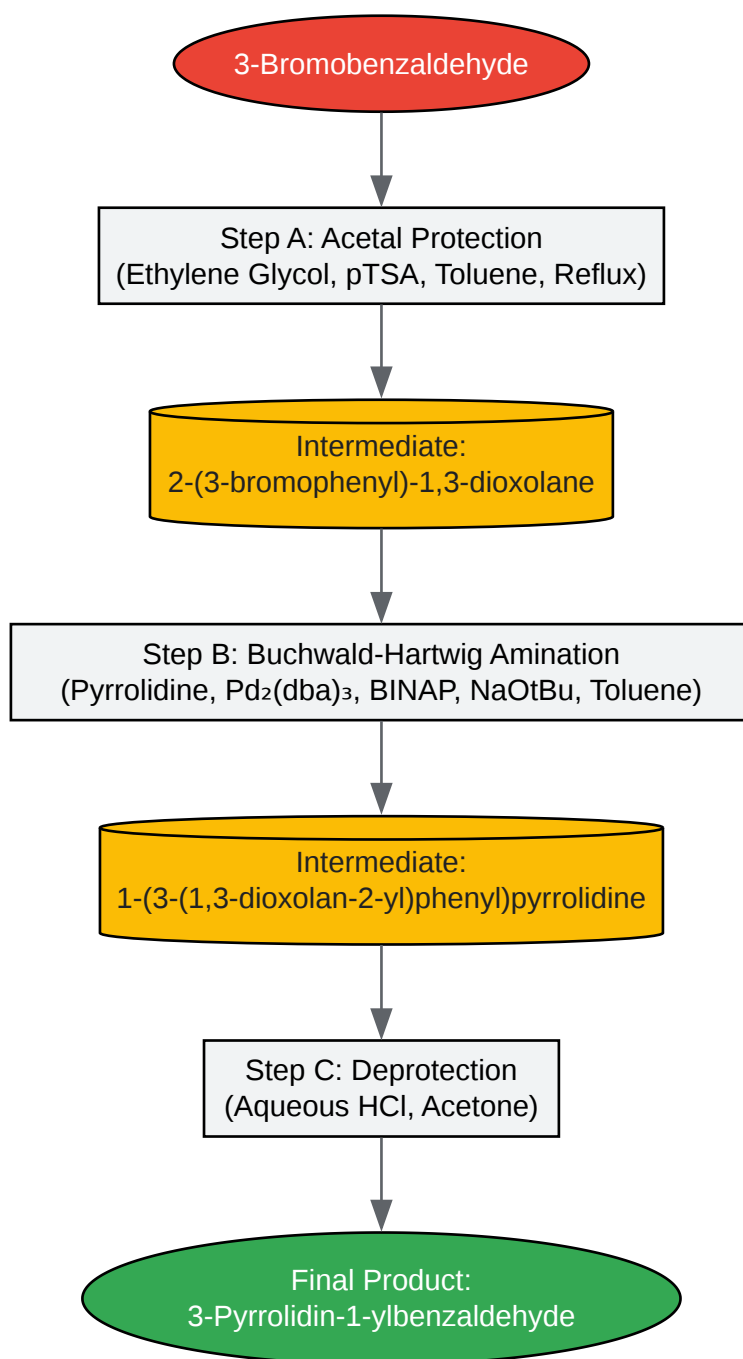 3-Bromobenzaldehyde
Step A: Acetal Protection
(Ethylene Glycol, pTSA, Toluene, Reflux)
Intermediate:
2-(3-bromophenyl)-1,3-dioxolane
Step B: Buchwald-Hartwig Amination
(Pyrrolidine, Pd₂(dba)₃, BINAP, NaOtBu, Toluene)
Intermediate:
1-(3-(1,3-dioxolan-2-yl)phenyl)pyrrolidine
Step C: Deprotection
(Aqueous HCl, Acetone)
Final Product:
3-Pyrrolidin-1-ylbenzaldehyde